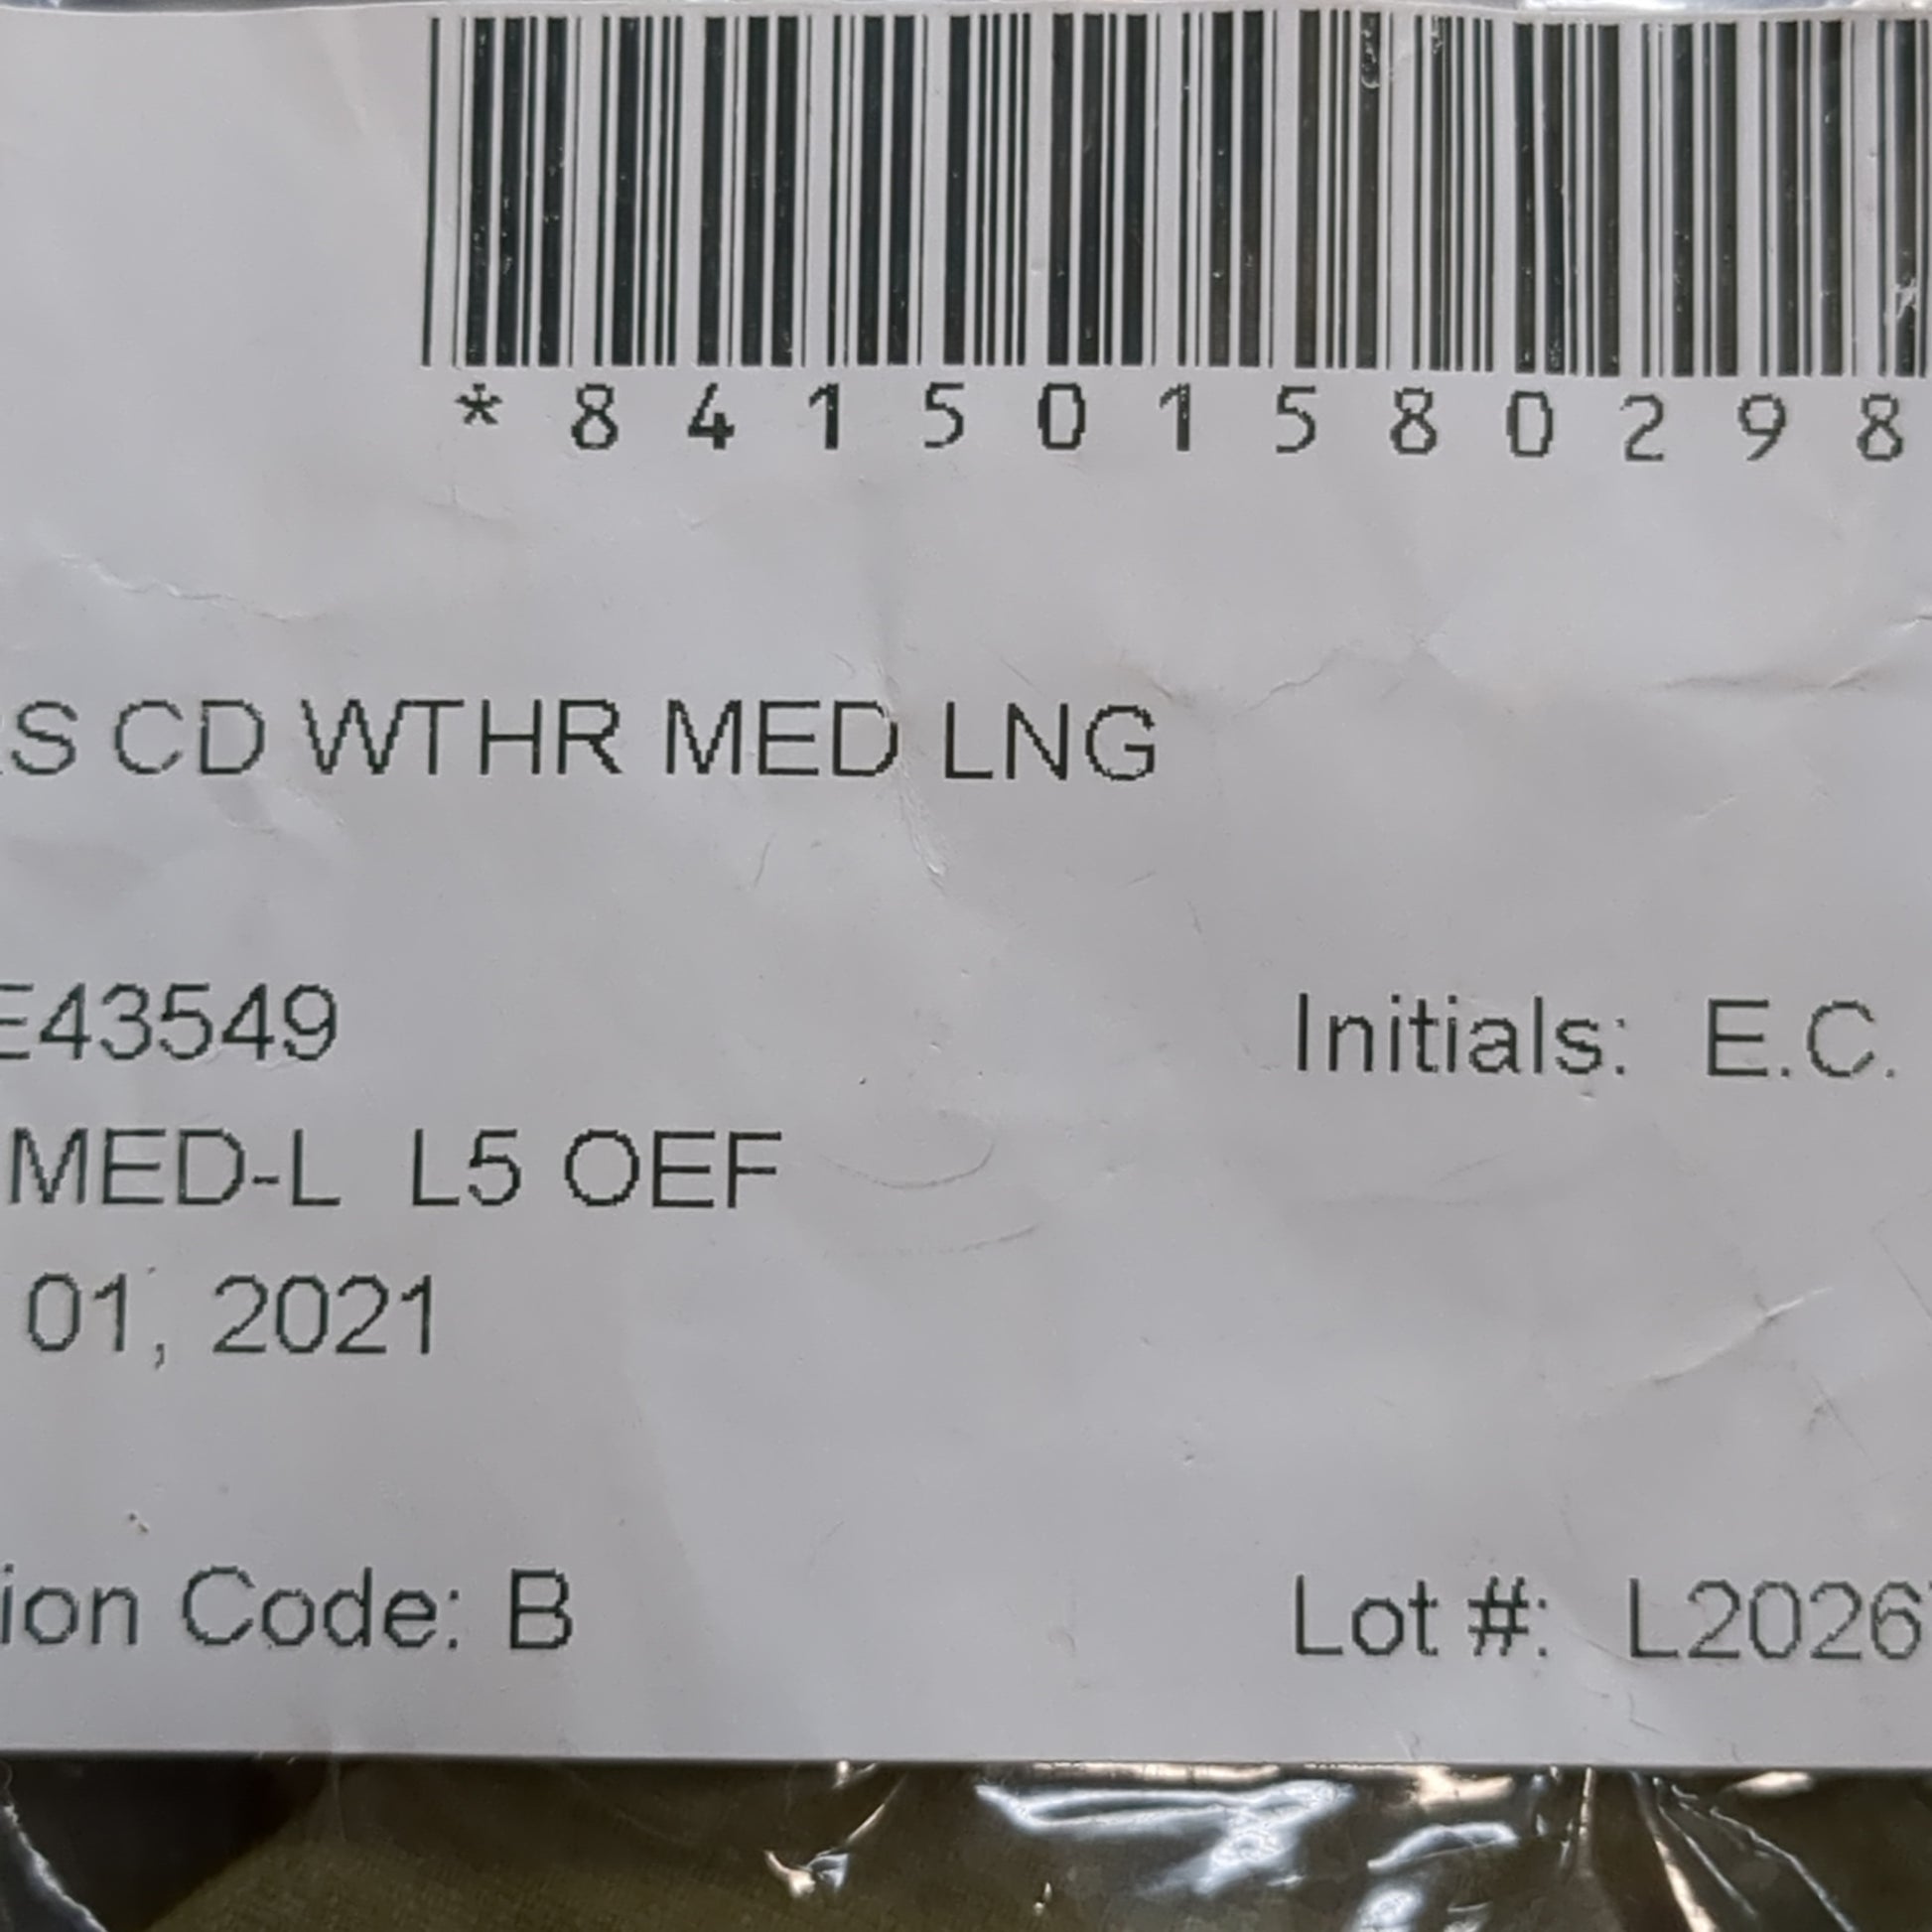 *841501580298
S CD WTHR MED LNG
E43549
Initials: E.C.
MED-L L5 OEF
01, 2021
ion Code: B
Lot #: L2026